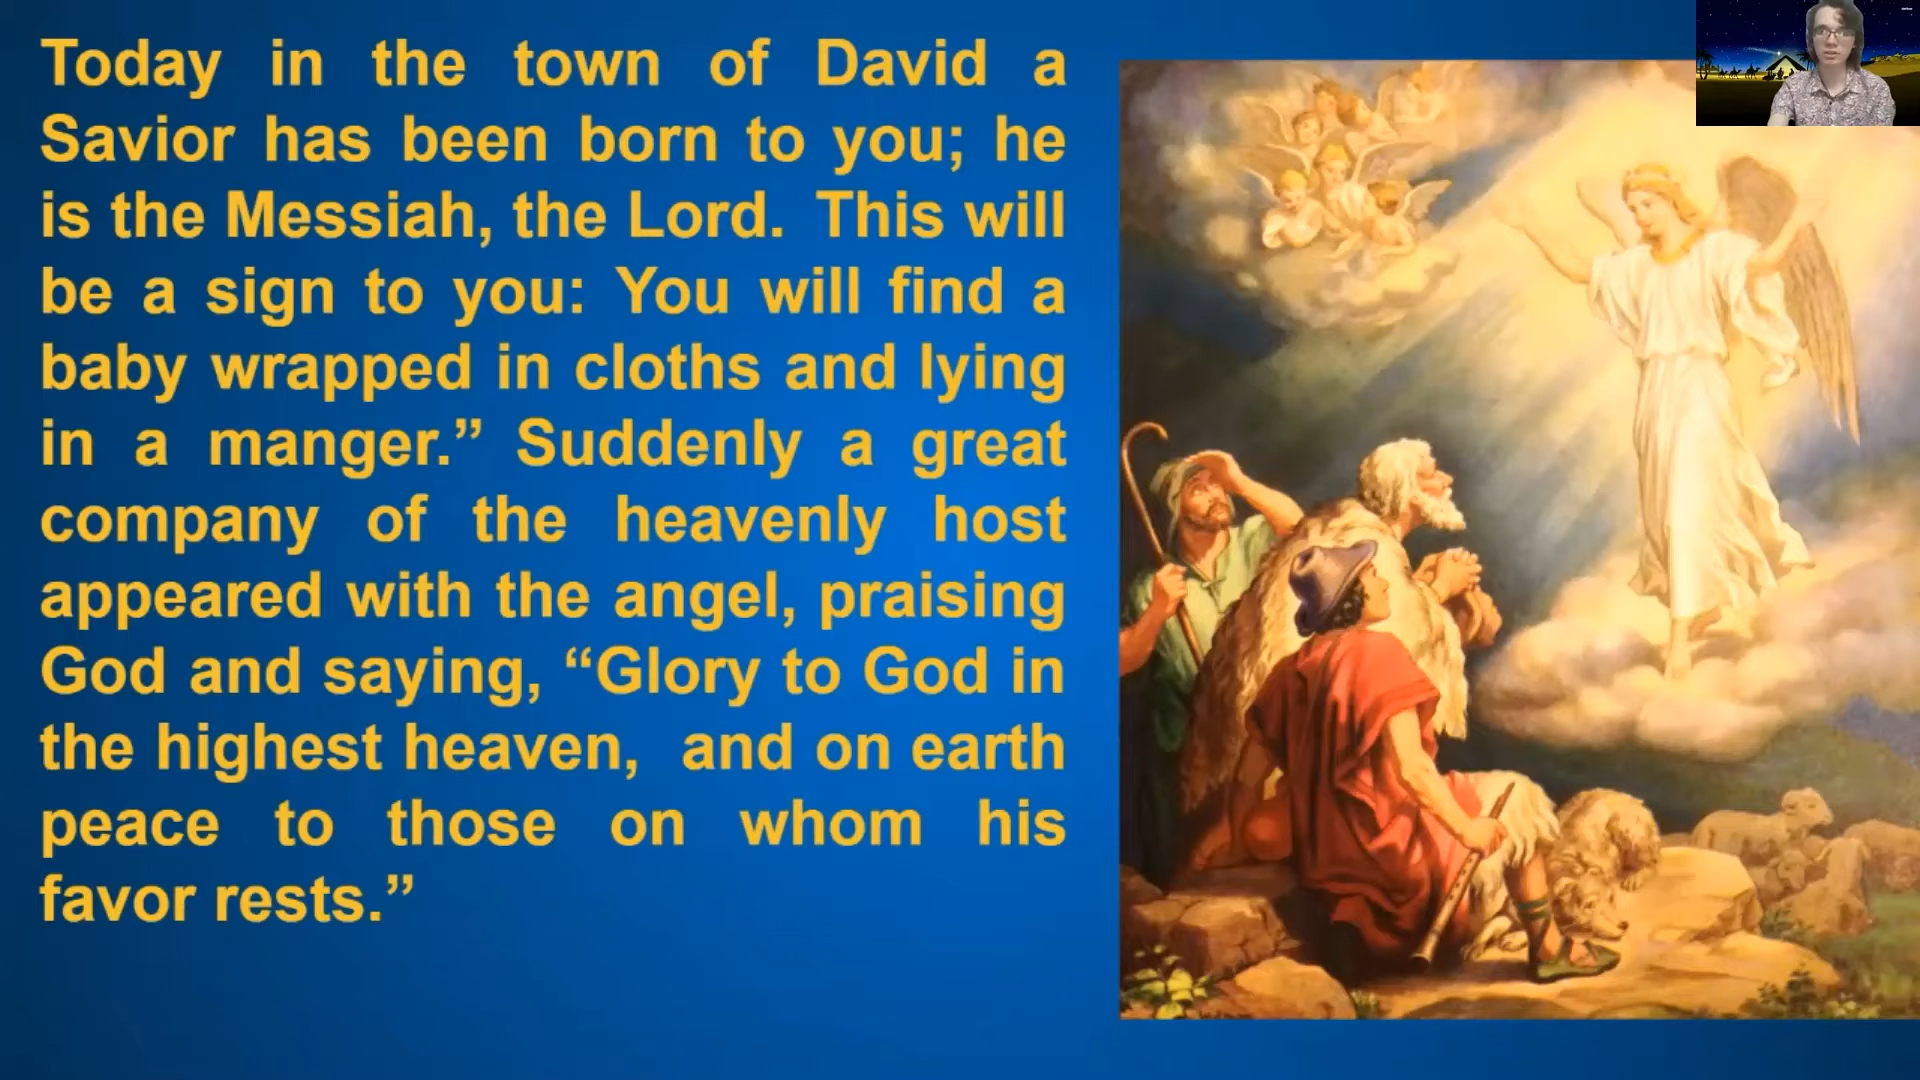 Today in the town of David a
Savior has been born to you; he
is the Messiah, the Lord.  This will
be a sign to you: You will find a
baby wrapped in cloths and lying
in a manger.” Suddenly a great
company of the heavenly host
appeared with the angel, praising
God and saying, “Glory to God in
the highest heaven,  and on earth
peace to those on whom his
favor rests.”